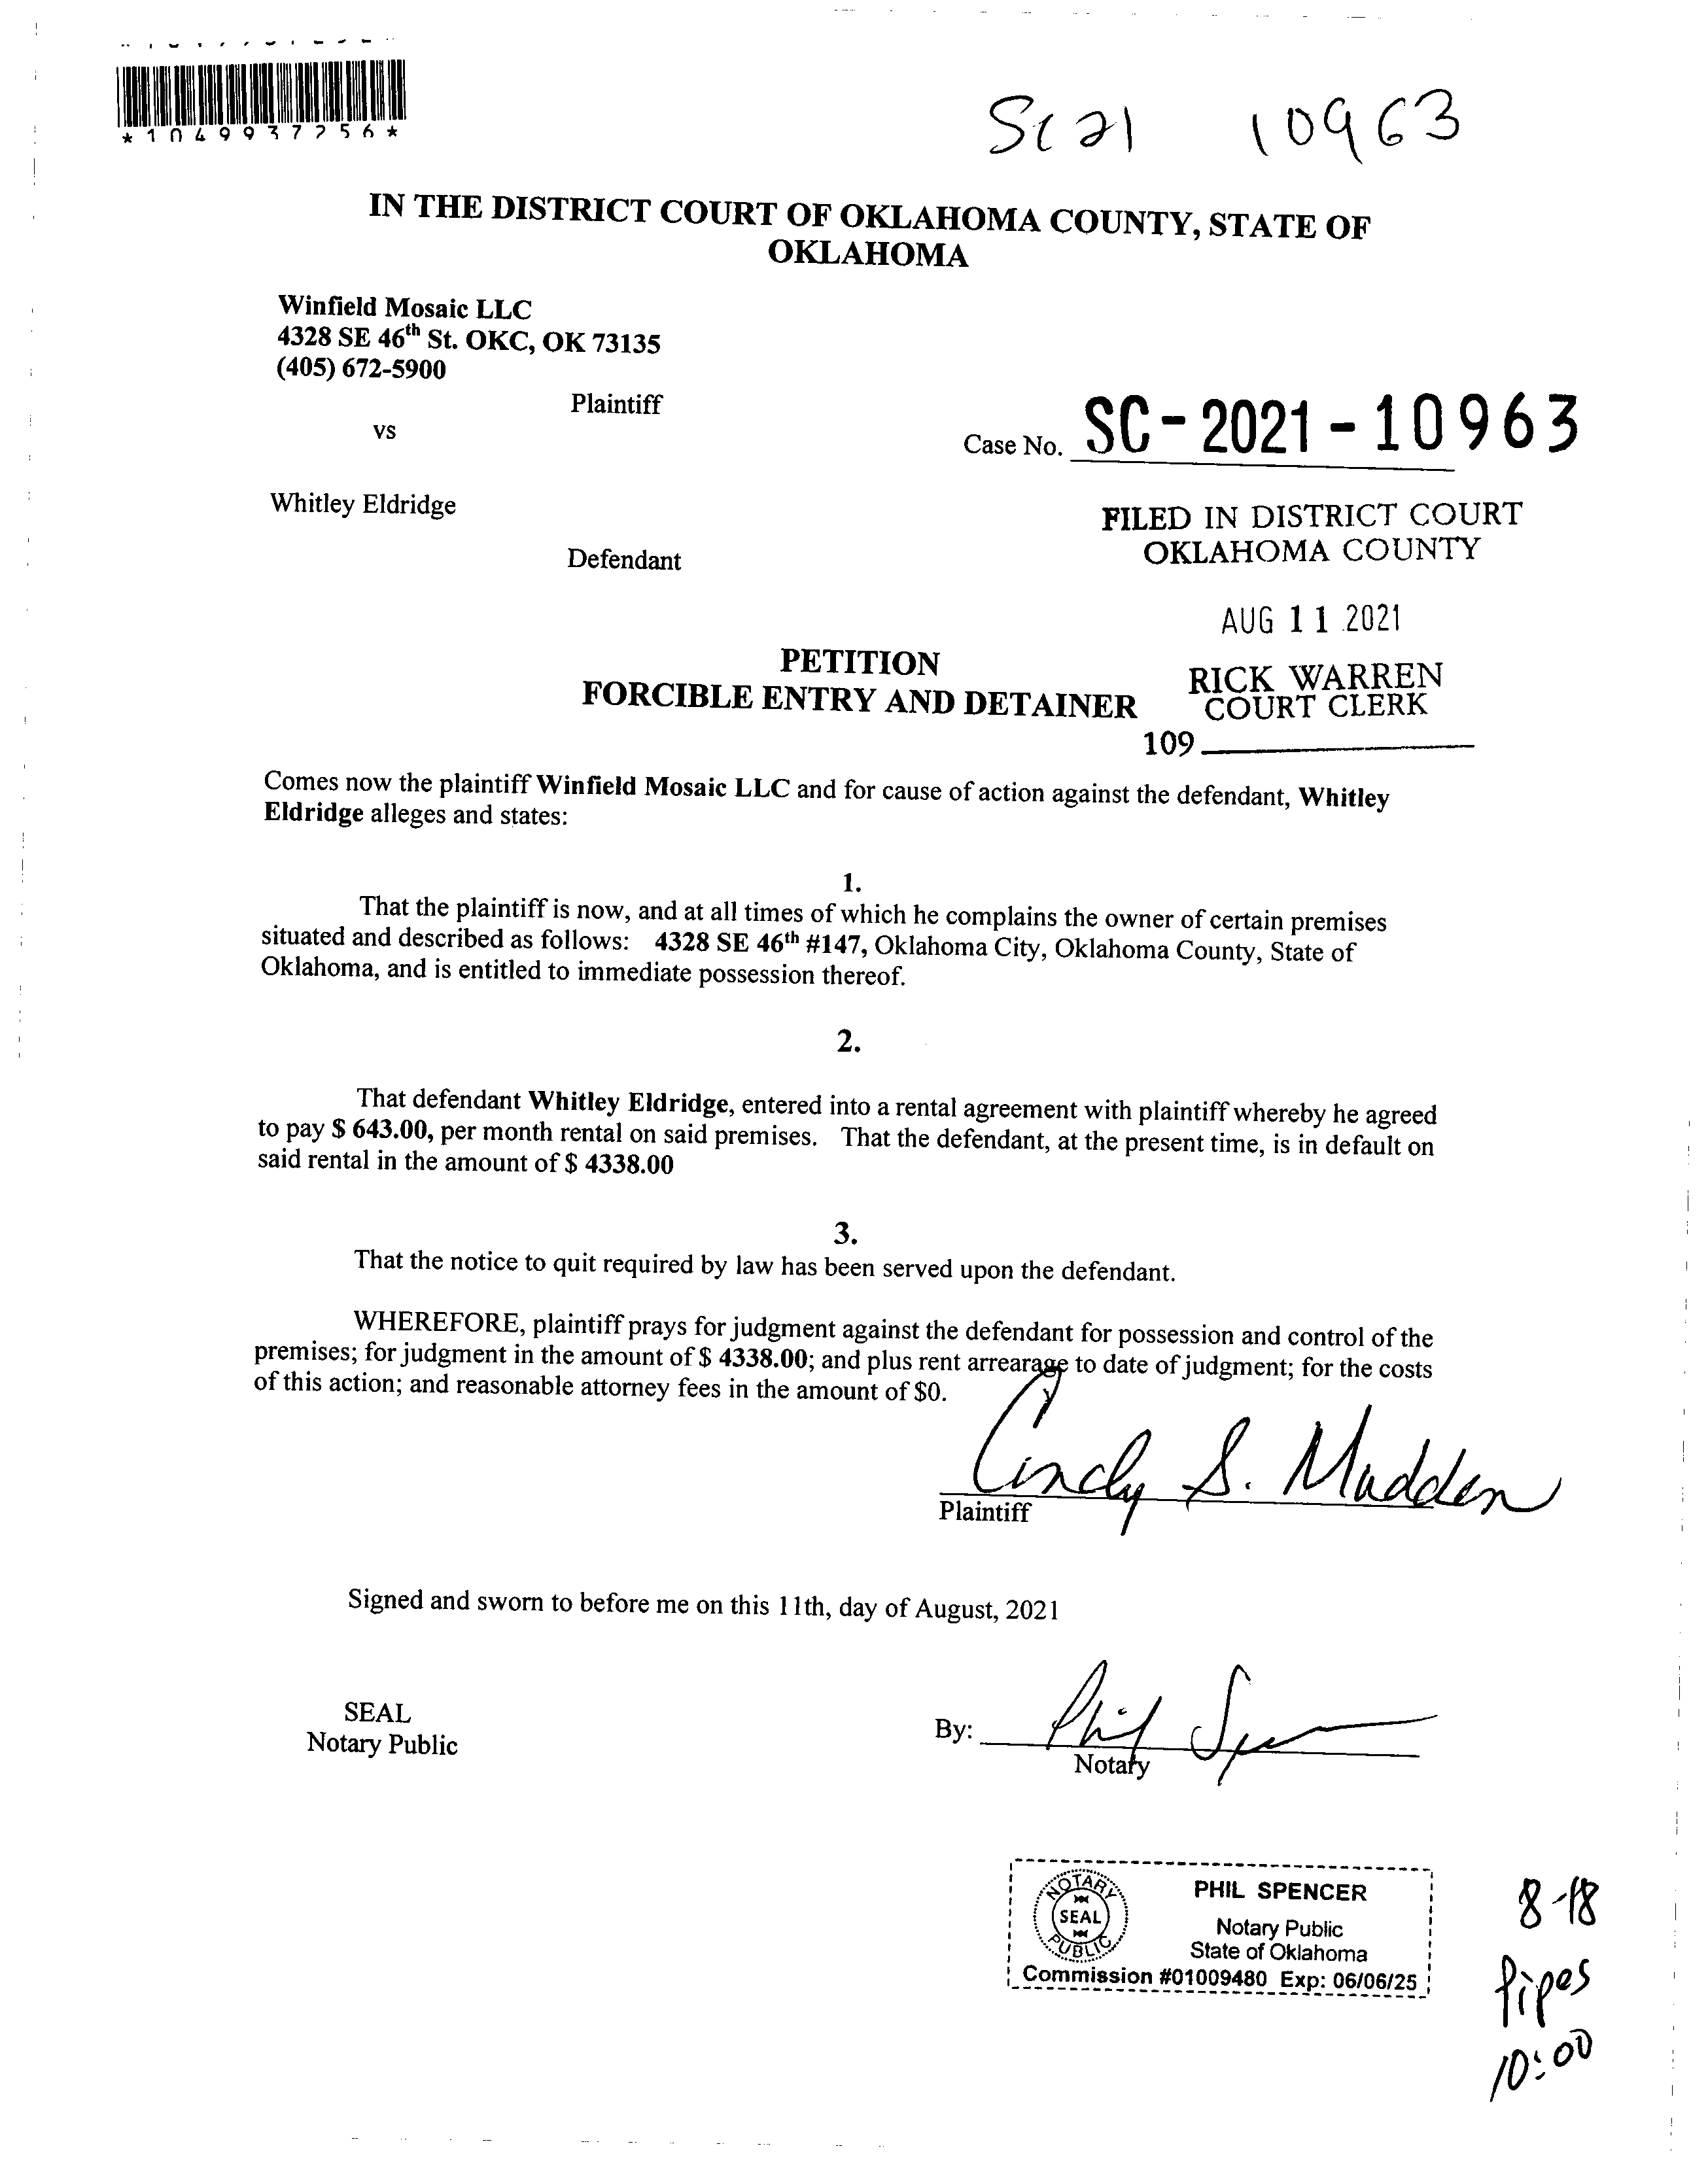 *1049937256*
SC21 10963
IN THE DISTRICT COURT OF OKLAHOMA COUNTY, STATE OF
OKLAHOMA
Winfield Mosaic LLC
4328 SE 46th St. OKC, OK 73135
(405) 672-5900
Plaintiff
vs
Case No. SC-2021-10963
Whitley Eldridge
Defendant
FILED IN DISTRICT COURT
OKLAHOMA COUNTY
AUG 11 2021
RICK WARREN
COURT CLERK
109
PETITION
FORCIBLE ENTRY AND DETAINER
Comes now the plaintiff Winfield Mosaic LLC and for cause of action against the defendant, Whitley
Eldridge alleges and states:
1.
That the plaintiff is now, and at all times of which he complains the owner of certain premises
situated and described as follows: 4328 SE 46th #147, Oklahoma City, Oklahoma County, State of
Oklahoma, and is entitled to immediate possession thereof.
2.
That defendant Whitley Eldridge, entered into a rental agreement with plaintiff whereby he agreed
to pay $ 643.00, per month rental on said premises. That the defendant, at the present time, is in default on
said rental in the amount of $ 4338.00
3.
That the notice to quit required by law has been served upon the defendant.
WHEREFORE, plaintiff prays for judgment against the defendant for possession and control of the
premises; for judgment in the amount of $ 4338.00; and plus rent arrearage to date of judgment; for the costs
of this action; and reasonable attorney fees in the amount of $0.
Cindy S. Madden
Plaintiff
Signed and sworn to before me on this 11th, day of August, 2021
SEAL
Notary Public
By: Phil Spencer
Notary
NOTARY
SEAL
PUBLIC
PHIL SPENCER
Notary Public
State of Oklahoma
Commission #01009480 Exp: 06/06/25
8-18
Pipes
10:00